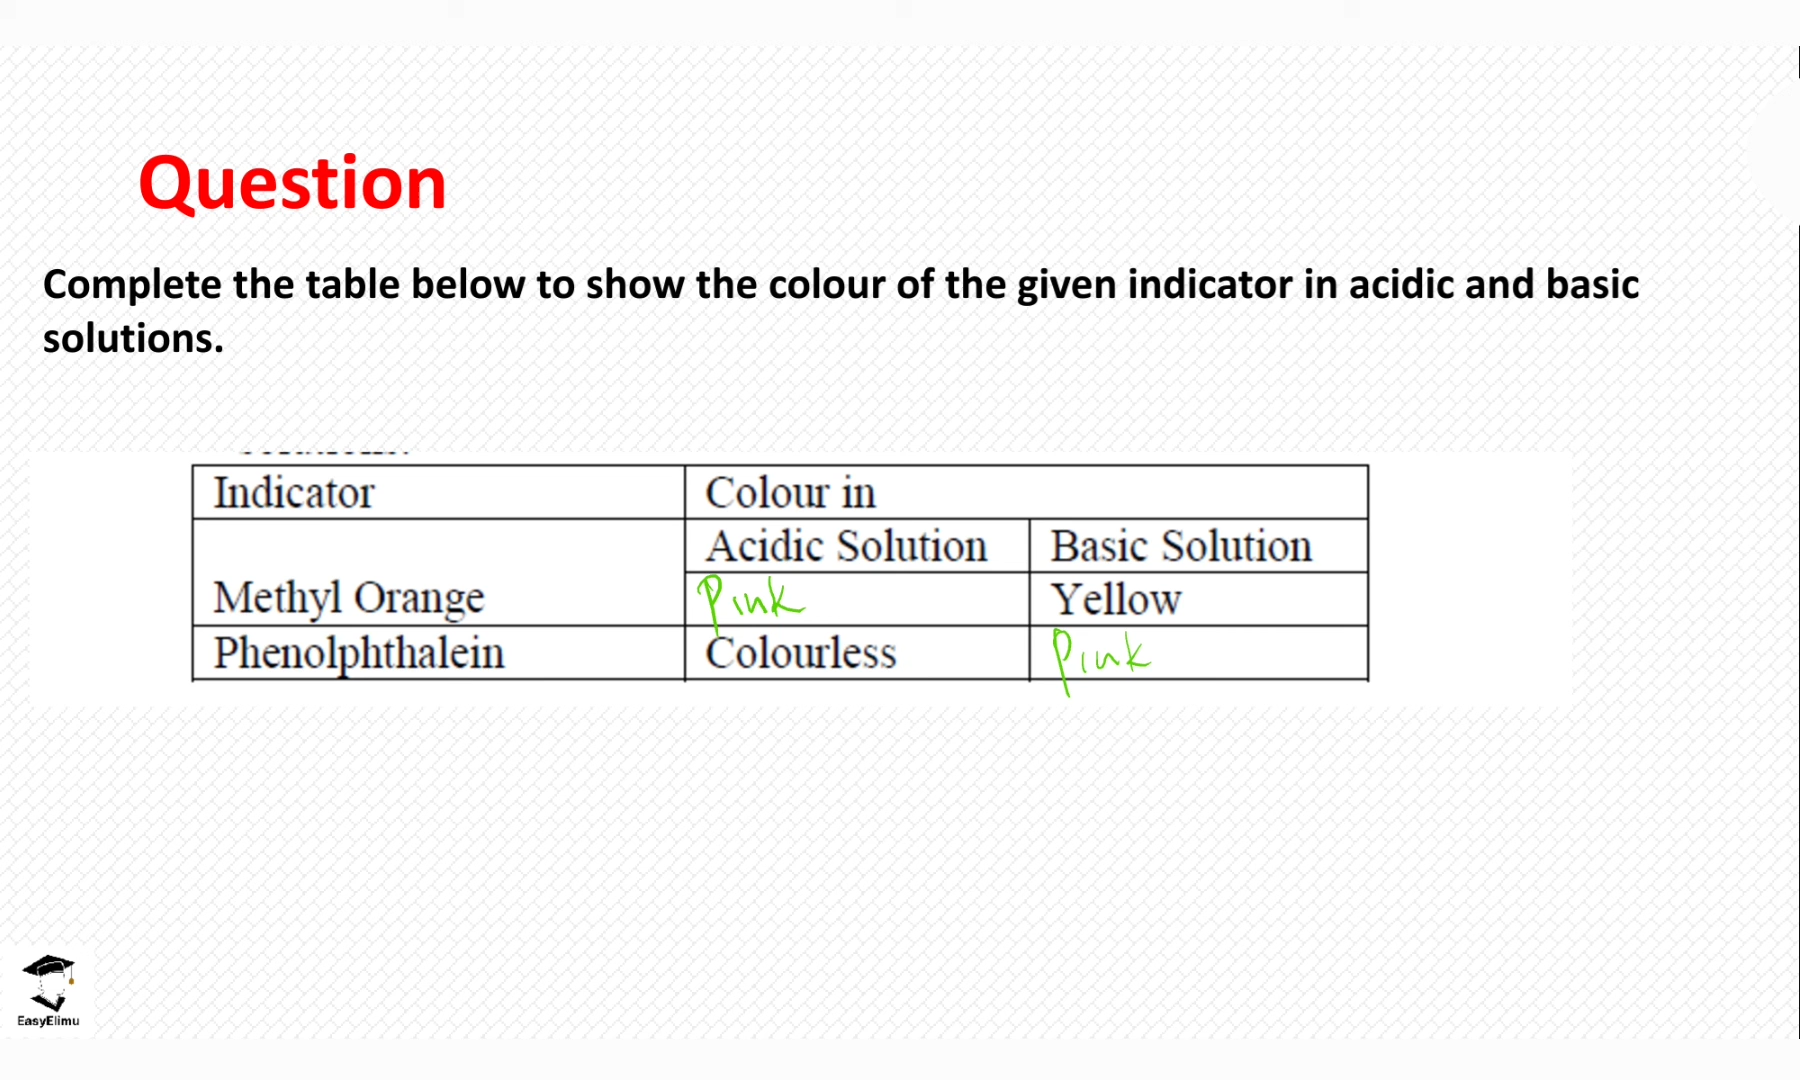 Question
Complete the table below to show the colour of the given indicator in acidic and basic
solutions.
Indicator Colour in
Acidic Solution Basic Solution
Methyl Orange Pink Yellow
Phenolphthalein Colourless Pink
EasyElimu